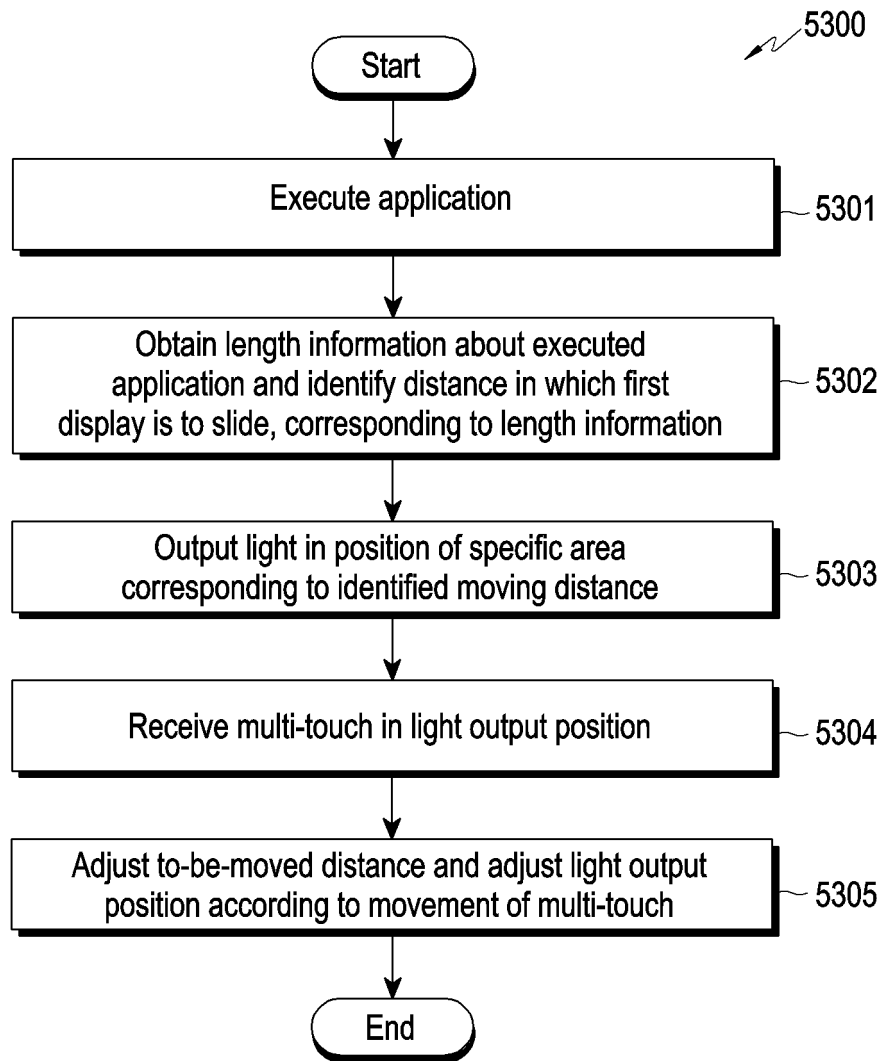 5300
Start
Execute application
5301
Obtain length information about executed
application and identify distance in which first
display is to slide, corresponding to length information
5302
Output light in position of specific area
corresponding to identified moving distance
5303
Receive multi-touch in light output position
5304
Adjust to-be-moved distance and adjust light output
position according to movement of multi-touch
5305
End